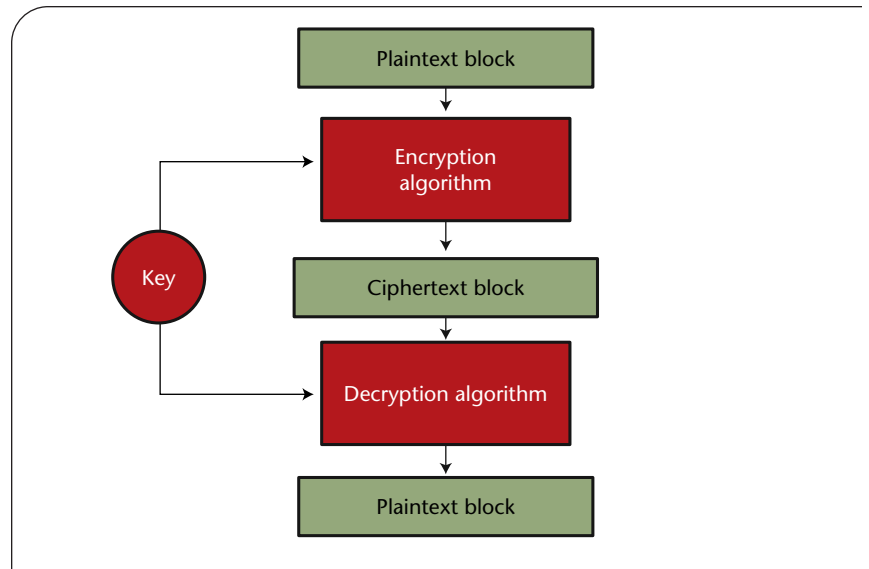 Plaintext block
Encryption
algorithm
Key
Ciphertext block
Decryption algorithm
Plaintext block